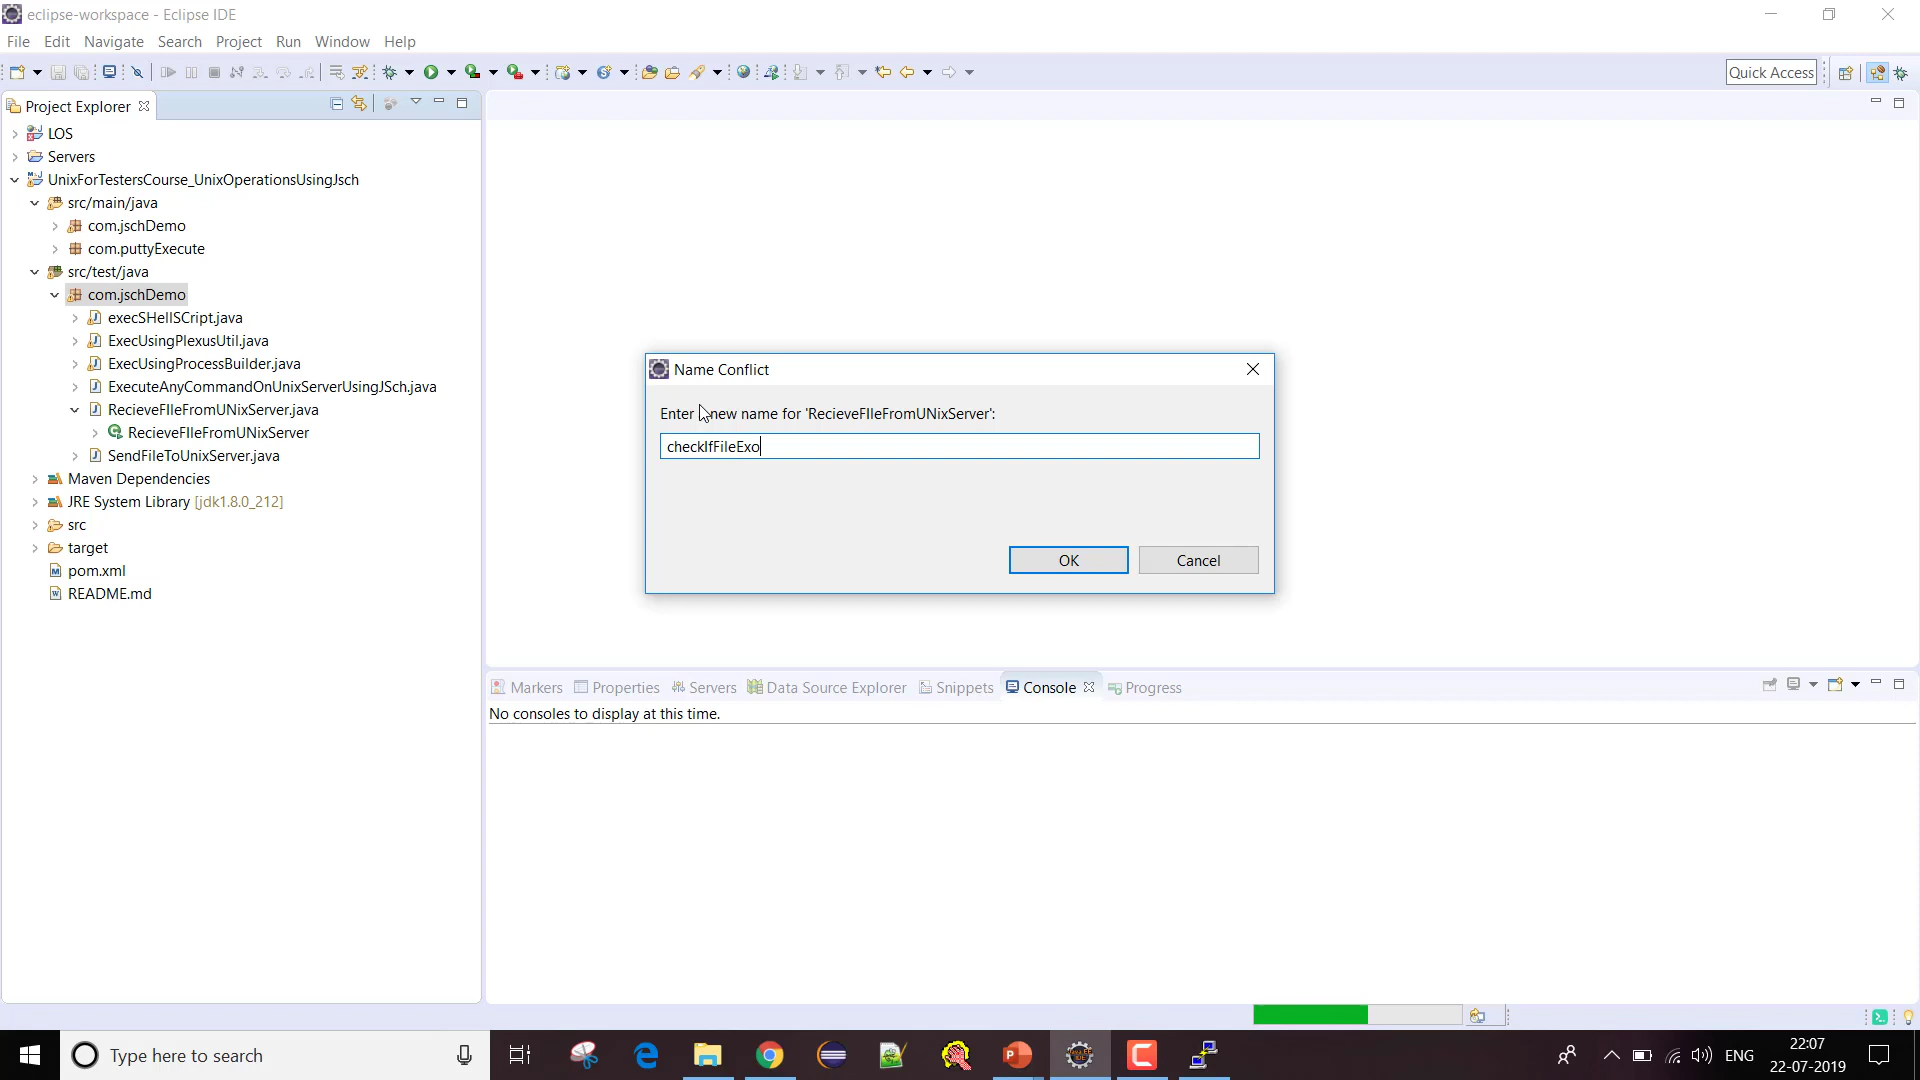 eclipse-workspace - Eclipse IDE
File Edit Navigate Search Project Run Window Help
Quick Access
Project Explorer
LOS
Servers
UnixForTestersCourse_UnixOperationsUsingJsch
src/main/java
com.jschDemo
com.puttyExecute
src/test/java
com.jschDemo
execSHellSCript.java
ExecUsingPlexusUtil.java
ExecUsingProcessBuilder.java
ExecuteAnyCommandOnUnixServerUsingJSch.java
RecieveFIleFromUNixServer.java
RecieveFIleFromUNixServer
SendFileToUnixServer.java
Maven Dependencies
JRE System Library [jdk1.8.0_212]
src
target
pom.xml
README.md
Name Conflict
Enter new name for 'RecieveFIleFromUNixServer':
checkIfFileExo
OK Cancel
Markers Properties Servers Data Source Explorer Snippets Console Progress
No consoles to display at this time.
Type here to search
ENG
22:07
22-07-2019